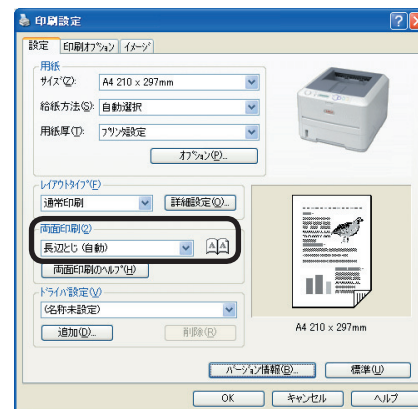 印刷設定
設定 印刷ｵﾌﾟｼｮﾝ ｲﾒｰｼﾞ
用紙
ｻｲｽﾞ(Z): A4 210 x 297mm
給紙方法(S): 自動選択
用紙厚(T): ﾌﾟﾘﾝﾀ設定
ｵﾌﾟｼｮﾝ(P)...
ﾚｲｱｳﾄﾀｲﾌﾟ(F)
通常印刷 詳細設定(O)...
両面印刷(2)
長辺とじ (自動)
両面印刷のﾍﾙﾌﾟ(H)
ﾄﾞﾗｲﾊﾞ設定(V)
(名称未設定)
追加(D)... 削除(R)
A4 210 x 297mm
ﾊﾞｰｼﾞｮﾝ情報(B)... 標準(U)
OK ｷｬﾝｾﾙ ﾍﾙﾌﾟ